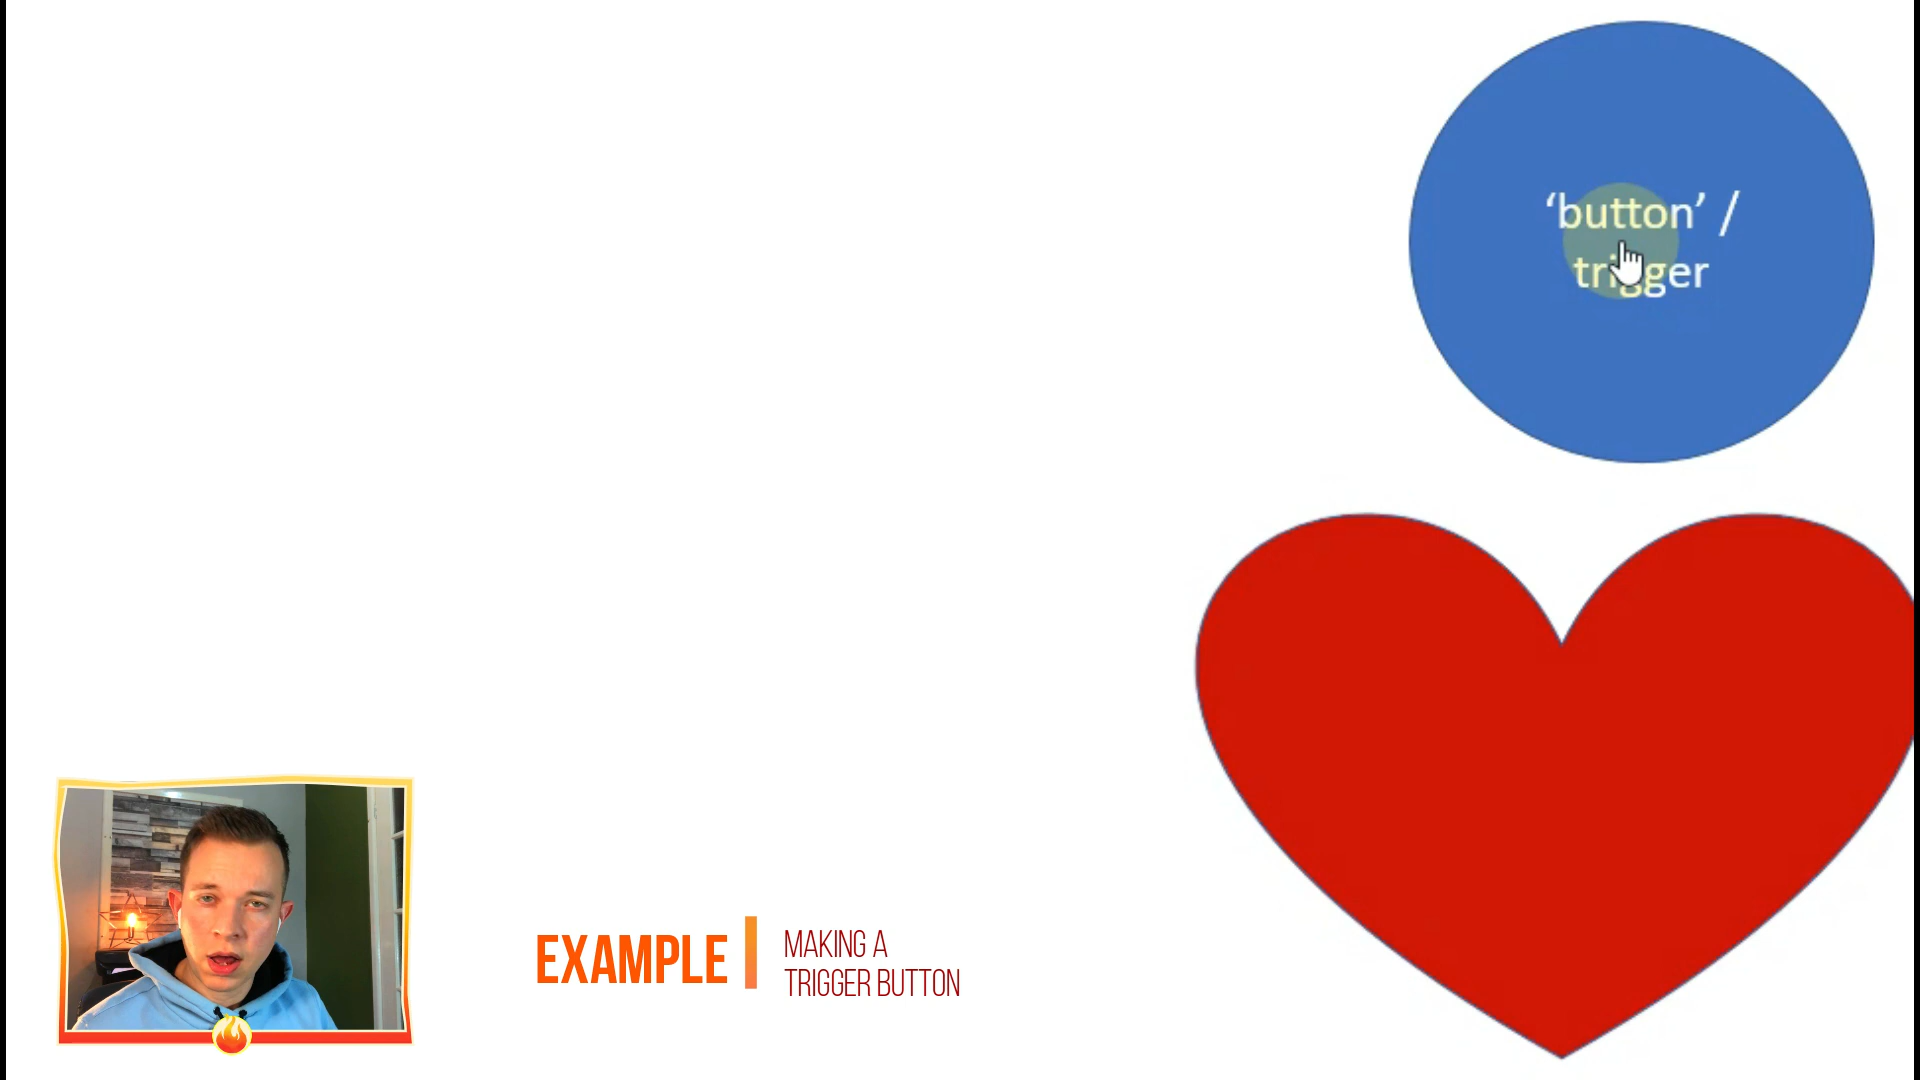 ‘button’ /
trigger
EXAMPLE
MAKING A
TRIGGER BUTTON